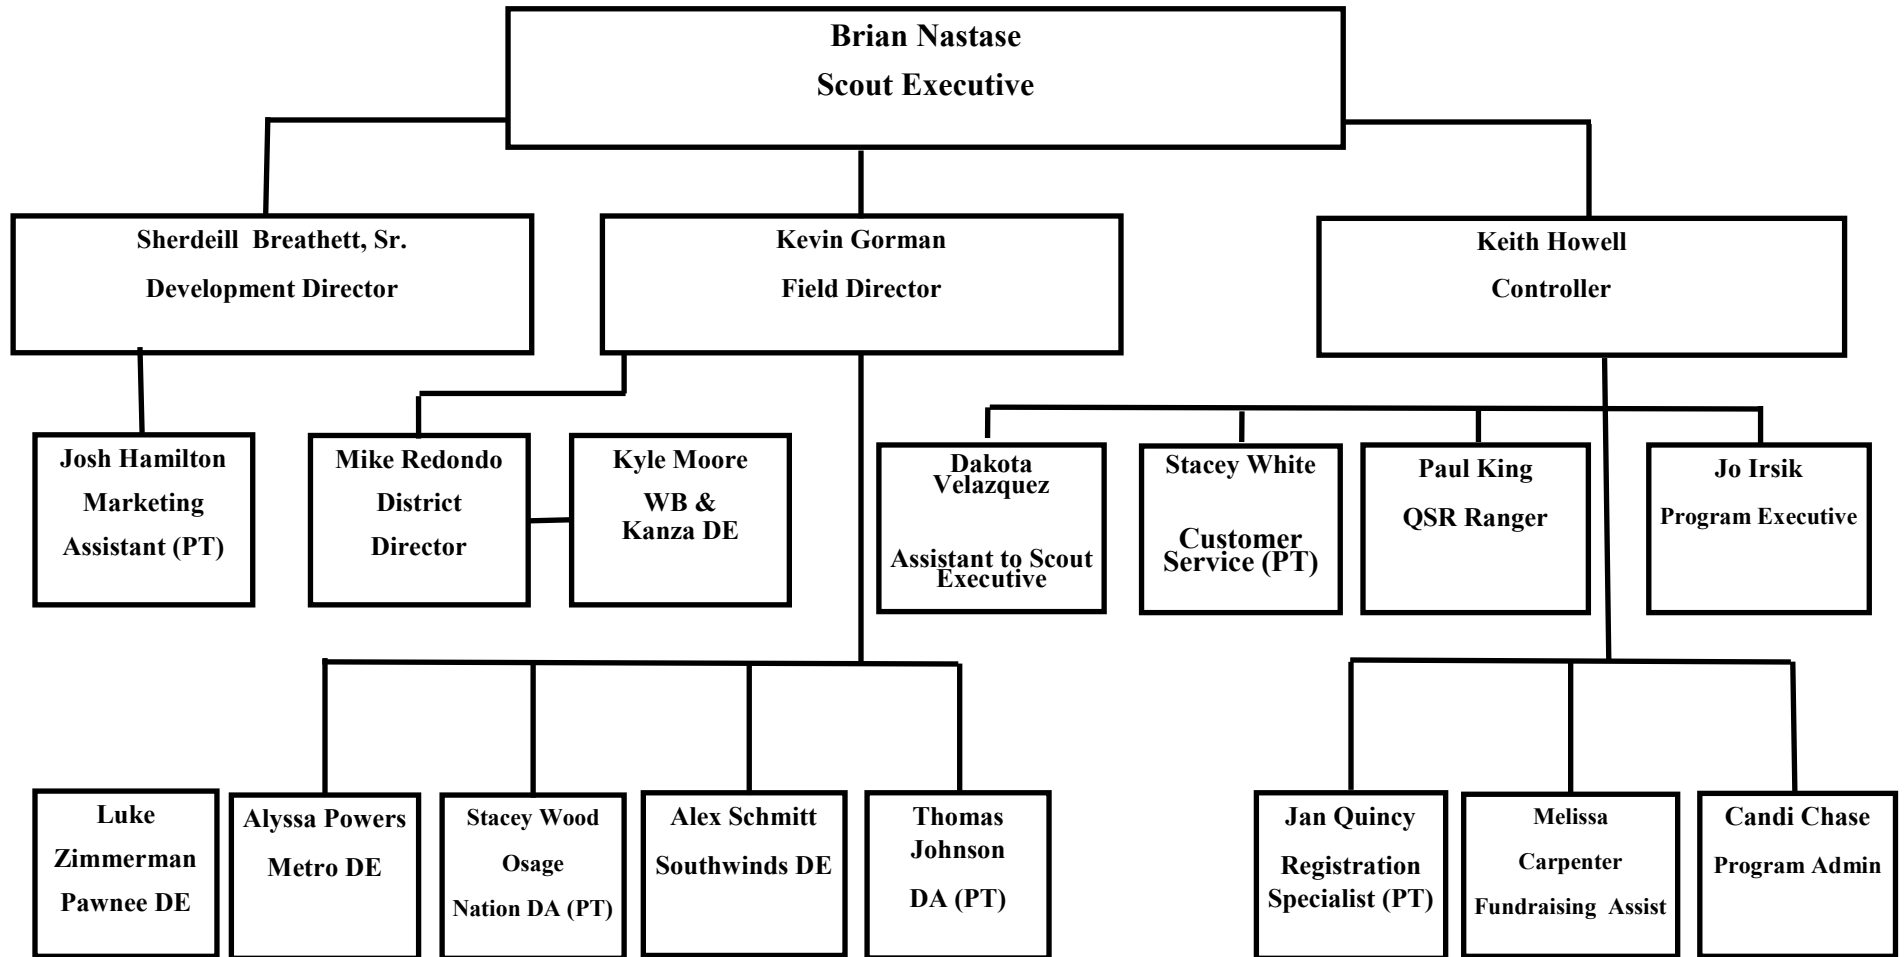 Brian Nastase
Scout Executive
Sherdeill Breathett, Sr.
Development Director
Kevin Gorman
Field Director
Keith Howell
Controller
Josh Hamilton
Marketing
Assistant (PT)
Mike Redondo
District
Director
Kyle Moore
WB &
Kanza DE
Dakota
Velazquez
Assistant to Scout
Executive
Stacey White
Customer
Service (PT)
Paul King
QSR Ranger
Jo Irsik
Program Executive
Luke
Zimmerman
Pawnee DE
Alyssa Powers
Metro DE
Stacey Wood
Osage
Nation DA (PT)
Alex Schmitt
Southwinds DE
Thomas
Johnson
DA (PT)
Jan Quincy
Registration
Specialist (PT)
Melissa
Carpenter
Fundraising Assist
Candi Chase
Program Admin